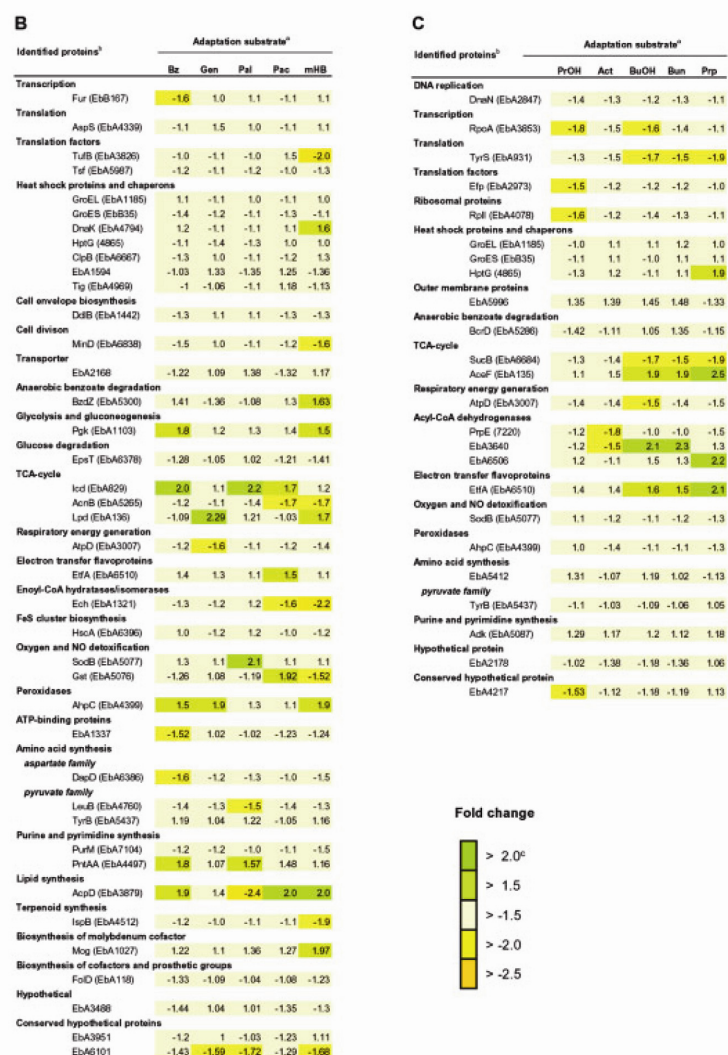 B
Adaptation substrateª
Identified proteinsᵇ
Bz Gen Pal Pac mHB
Transcription
Fur (EbB167) -1.6 1.0 1.1 -1.1 1.1
Translation
AspS (EbA4339) -1.1 1.5 1.0 -1.1 1.1
Translation factors
TufB (EbA3826) -1.0 -1.1 -1.0 1.5 -2.0
Tsf (EbA5987) -1.2 -1.1 -1.2 -1.0 -1.3
Heat shock proteins and chaperons
GroEL (EbA1185) 1.1 -1.1 1.0 -1.1 1.0
GroES (EbB35) -1.4 -1.2 -1.1 -1.3 -1.1
DnaK (EbA4794) 1.2 -1.1 -1.1 1.1 1.6
HptG (4865) -1.1 -1.4 -1.3 1.0 1.0
ClpB (EbA6667) -1.3 1.0 -1.1 -1.2 1.3
EbA1594 -1.03 1.33 -1.35 1.25 -1.36
Tig (EbA4969) -1 -1.06 -1.1 1.18 -1.13
Cell envelope biosynthesis
DdlB (EbA1442) -1.3 1.1 1.1 -1.3 -1.3
Cell divison
MinD (EbA6838) -1.5 1.0 -1.1 -1.2 -1.6
Transporter
EbA2168 -1.22 1.09 1.38 -1.32 1.17
Anaerobic benzoate degradation
BzdZ (EbA5300) 1.41 -1.36 -1.08 1.3 1.63
Glycolysis and gluconeogenesis
Pgk (EbA1103) 1.8 1.2 1.3 1.4 1.5
Glucose degradation
EpsT (EbA6378) -1.28 -1.05 1.02 -1.21 -1.41
TCA-cycle
Icd (EbA829) 2.0 1.1 2.2 1.7 1.2
AcnB (EbA5265) -1.2 -1.1 -1.4 -1.7 -1.7
Lpd (EbA136) -1.09 2.29 1.21 -1.03 1.7
Respiratory energy generation
AtpD (EbA3007) -1.2 -1.6 -1.1 -1.2 -1.4
Electron transfer flavoproteins
EtfA (EbA6510) 1.4 1.3 1.1 1.5 1.1
Enoyl-CoA hydratases/isomerases
Ech (EbA1321) -1.3 -1.2 1.2 -1.6 -2.2
FeS cluster biosynthesis
HscA (EbA6396) 1.0 -1.2 1.2 -1.0 -1.2
Oxygen and NO detoxification
SodB (EbA5077) 1.3 1.1 2.1 1.1 1.1
Gst (EbA5076) -1.26 1.08 -1.19 1.92 -1.52
Peroxidases
AhpC (EbA4399) 1.5 1.9 1.3 1.1 1.9
ATP-binding proteins
EbA1337 -1.52 1.02 -1.02 -1.23 -1.24
Amino acid synthesis
aspartate family
DapD (EbA6386) -1.6 -1.2 -1.3 -1.0 -1.5
pyruvate family
LeuB (EbA4760) -1.4 -1.3 -1.5 -1.4 -1.3
TyrB (EbA5437) 1.19 1.04 1.22 -1.05 1.16
Purine and pyrimidine synthesis
PurM (EbA7104) -1.2 -1.2 -1.0 -1.1 -1.5
PntAA (EbA4497) 1.8 1.07 1.57 1.48 1.16
Lipid synthesis
AcpD (EbA3879) 1.9 1.4 -2.4 2.0 2.0
Terpenoid synthesis
IspB (EbA4512) -1.2 -1.0 -1.1 -1.1 -1.9
Biosynthesis of molybdenum cofactor
Mog (EbA1027) 1.22 1.1 1.36 1.27 1.97
Biosynthesis of cofactors and prosthetic groups
FolD (EbA118) -1.33 -1.09 -1.04 -1.08 -1.23
Hypothetical
EbA3488 -1.44 1.04 1.01 -1.35 -1.3
Conserved hypothetical proteins
EbA3951 -1.2 1 -1.03 -1.23 1.11
EbA6101 -1.43 -1.59 -1.72 -1.29 -1.68
C
Adaptation substrateª
Identified proteinsᵇ
PrOH Act BuOH Bun Prp
DNA replication
DnaN (EbA2847) -1.4 -1.3 -1.2 -1.3 -1.1
Transcription
RpoA (EbA3853) -1.8 -1.5 -1.6 -1.4 -1.1
Translation
TyrS (EbA931) -1.3 -1.5 -1.7 -1.5 -1.9
Translation factors
Efp (EbA2973) -1.5 -1.2 -1.2 -1.2 -1.0
Ribosomal proteins
RplI (EbA4078) -1.6 -1.2 -1.4 -1.3 -1.1
Heat shock proteins and chaperons
GroEL (EbA1185) -1.0 1.1 1.1 1.2 1.0
GroES (EbB35) -1.1 1.1 -1.0 1.1 1.1
HptG (4865) -1.3 1.2 -1.1 1.1 1.9
Outer membrane proteins
EbA5996 1.35 1.39 1.45 1.48 -1.33
Anaerobic benzoate degradation
BcrD (EbA5286) -1.42 -1.11 1.05 1.35 -1.15
TCA-cycle
SucB (EbA6684) -1.3 -1.4 -1.7 -1.5 -1.9
AceF (EbA135) 1.1 1.5 1.9 1.9 2.5
Respiratory energy generation
AtpD (EbA3007) -1.4 -1.4 -1.5 -1.4 -1.5
Acyl-CoA dehydrogenases
PrpE (7220) -1.2 -1.8 -1.0 -1.0 -1.5
EbA3640 -1.2 -1.5 2.1 2.3 1.3
EbA6506 1.2 -1.1 1.5 1.3 2.2
Electron transfer flavoproteins
EtfA (EbA6510) 1.4 1.4 1.6 1.5 2.1
Oxygen and NO detoxification
SodB (EbA5077) 1.1 -1.2 -1.1 -1.2 -1.3
Peroxidases
AhpC (EbA4399) 1.0 -1.4 -1.1 -1.1 -1.3
Amino acid synthesis
EbA5412 1.31 -1.07 1.19 1.02 -1.13
pyruvate family
TyrB (EbA5437) -1.1 -1.03 -1.09 -1.06 1.05
Purine and pyrimidine synthesis
Adk (EbA5087) 1.29 1.17 1.2 1.12 1.18
Hypothetical protein
EbA2178 -1.02 -1.38 -1.18 -1.36 1.06
Conserved hypothetical protein
EbA4217 -1.53 -1.12 -1.18 -1.19 1.13
Fold change
> 2.0ᶜ
> 1.5
> -1.5
> -2.0
> -2.5